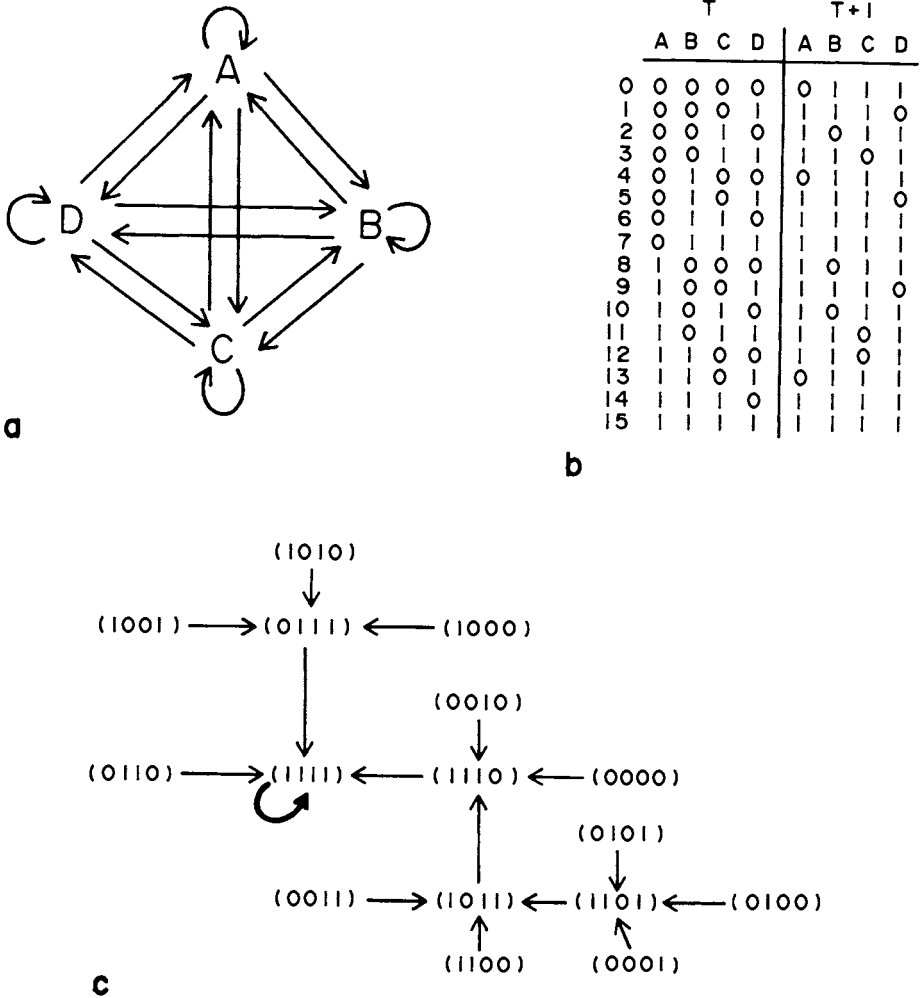 A
D
B
C
a
T T+1
A B C D A B C D
0 0 0 0 0 0 1 1 1
1 0 0 0 1 1 1 1 0
2 0 0 1 0 1 0 1 1
3 0 0 1 1 1 1 0 1
4 0 1 0 0 0 1 1 1
5 0 1 0 1 1 1 1 0
6 0 1 1 0 1 1 1 1
7 0 1 1 1 1 1 1 1
8 1 0 0 0 1 0 1 1
9 1 0 0 1 1 1 1 0
10 1 0 1 0 1 0 1 1
11 1 0 1 1 1 1 0 1
12 1 1 0 0 1 1 0 1
13 1 1 0 1 0 1 1 1
14 1 1 1 0 1 1 1 1
15 1 1 1 1 1 1 1 1
b
(1010)
(1001) (0111) (1000)
(0010)
(0110) (1111) (1110) (0000)
(0101)
(0011) (1011) (1101) (0100)
(1100) (0001)
c